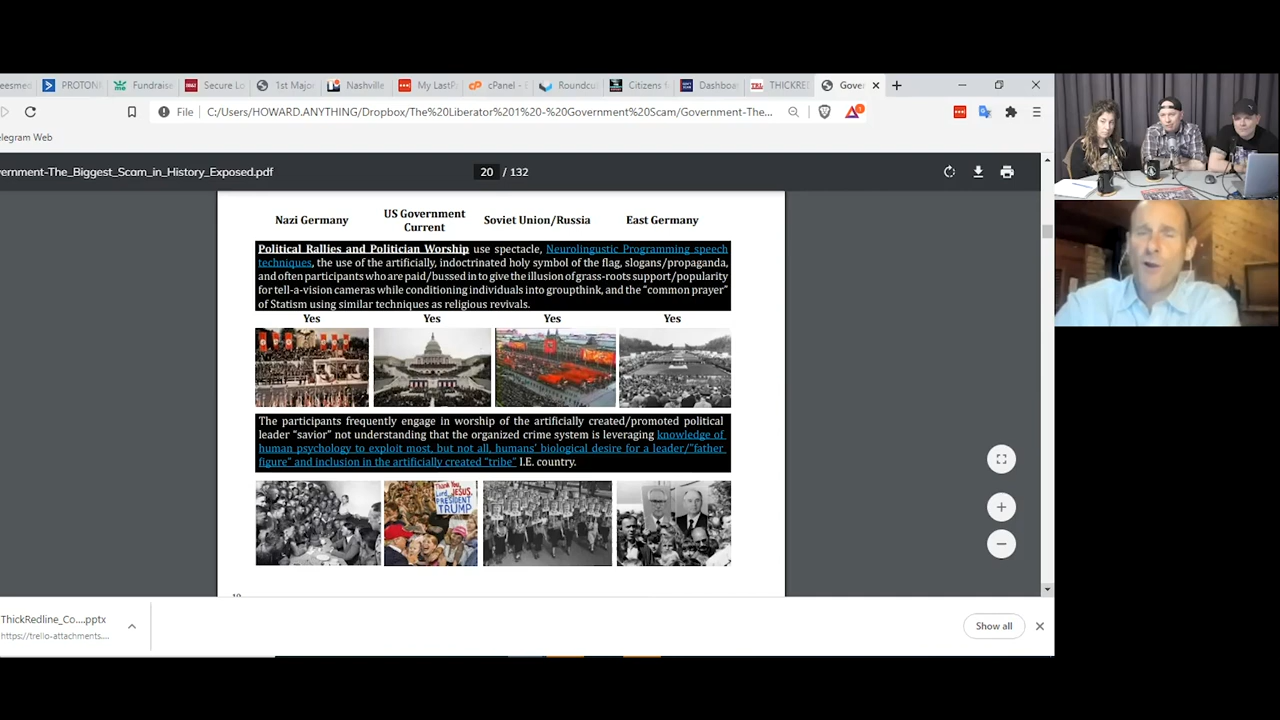 eesmed
PROTONI
Fundraise
Secure Lo
1st Major
Nashville
My LastP
cPanel - E
Roundcu
Citizens f
Dashboa
THICKRED
Gove
File
C:/Users/HOWARD.ANYTHING/Dropbox/The%20Liberator%201%20-%20Government%20Scam/Government-The...
1
elegram Web
vernment-The_Biggest_Scam_in_History_Exposed.pdf
20 / 132
Nazi Germany
US Government
Current
Soviet Union/Russia
East Germany
Political Rallies and Politician Worship use spectacle, Neurolingustic Programming speech
techniques, the use of the artificially, indoctrinated holy symbol of the flag, slogans/propaganda,
and often participants who are paid/bussed in to give the illusion of grass-roots support/popularity
for tell-a-vision cameras while conditioning individuals into groupthink, and the "common prayer"
of Statism using similar techniques as religious revivals.
Yes
Yes
Yes
Yes
The participants frequently engage in worship of the artificially created/promoted political
leader "savior" not understanding that the organized crime system is leveraging knowledge of
human psychology to exploit most, but not all, humans' biological desire for a leader/"father
figure" and inclusion in the artificially created "tribe" I.E. country.
Thank You,
Lord JESUS,
PRESIDENT
TRUMP
ThickRedline_Co....pptx
https://trello-attachments....
Show all